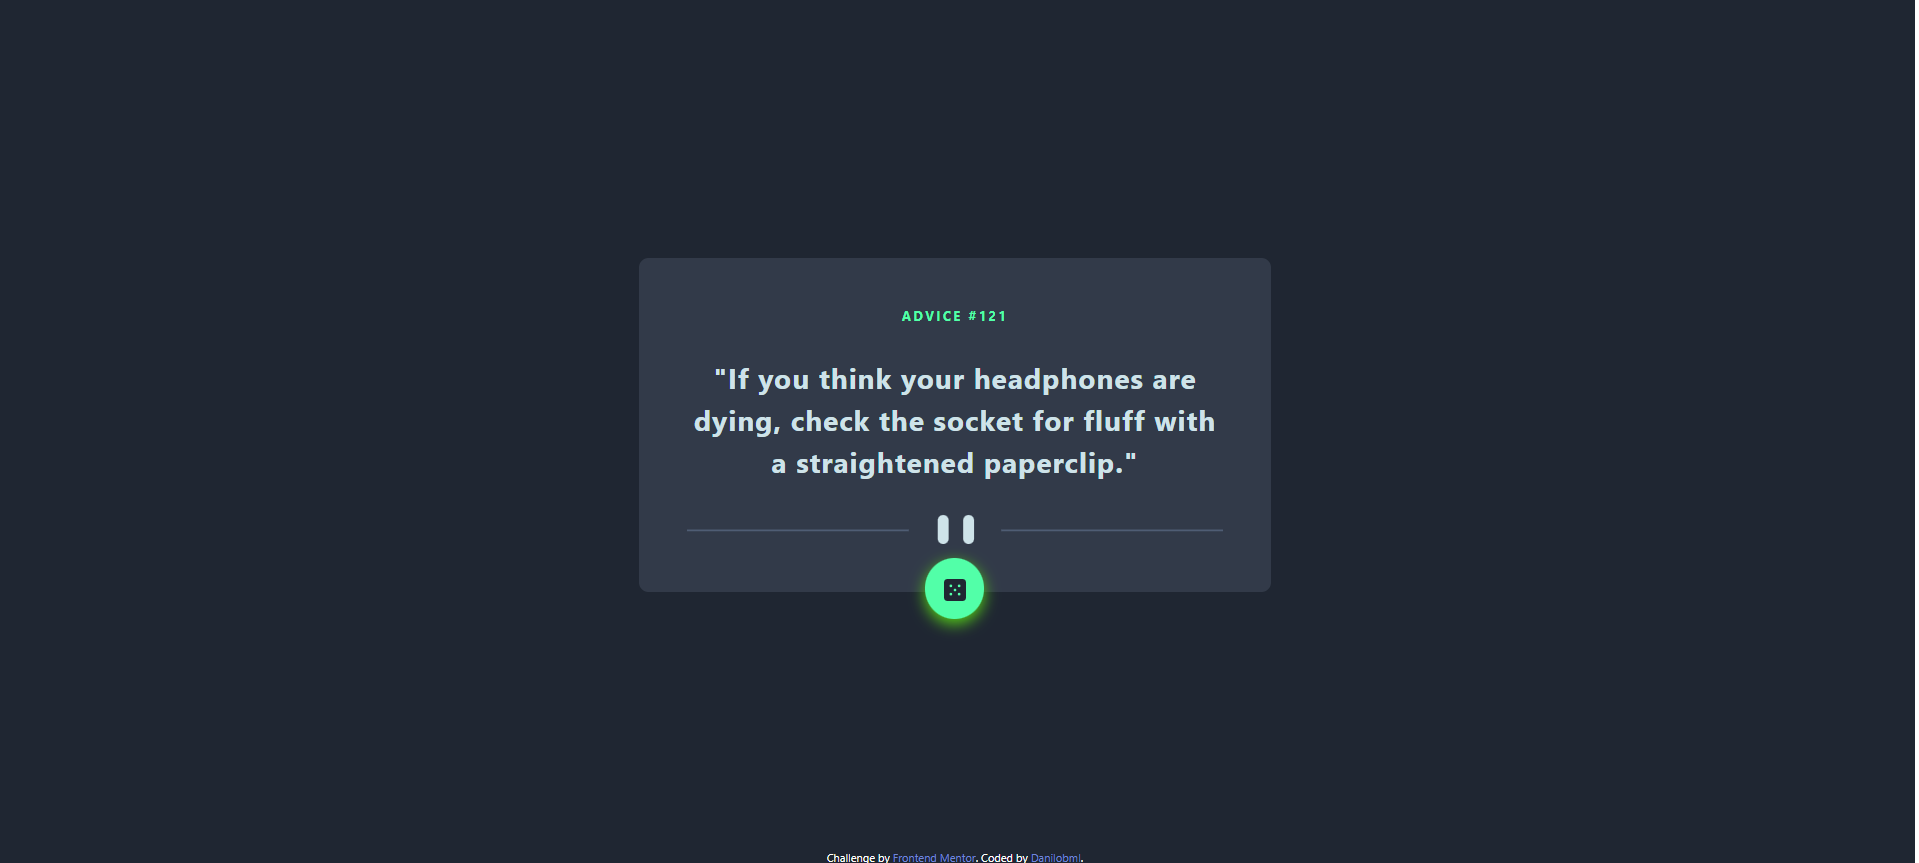 ADVICE #121
"If you think your headphones are
dying, check the socket for fluff with
a straightened paperclip."
Challenge by Frontend Mentor. Coded by Danilobml.